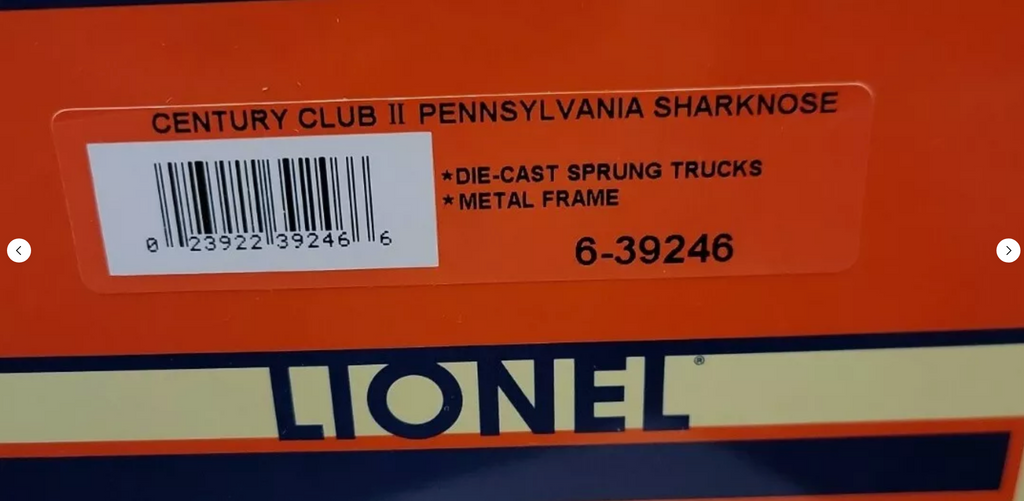 CENTURY CLUB II PENNSYLVANIA SHARKNOSE
*DIE-CAST SPRUNG TRUCKS
*METAL FRAME
0 23922 39246 6
6-39246
LIONEL®